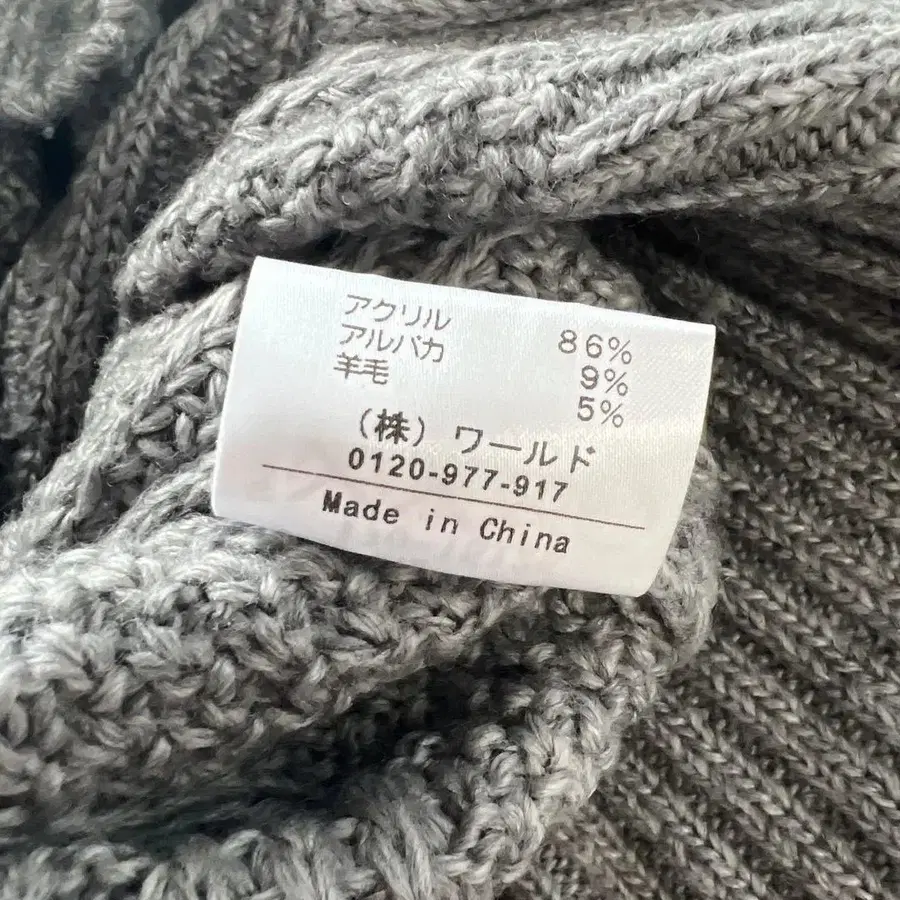 アクリル 86%
アルパカ 9%
羊毛 5%
（株）ワールド
0120-977-917
Made in China